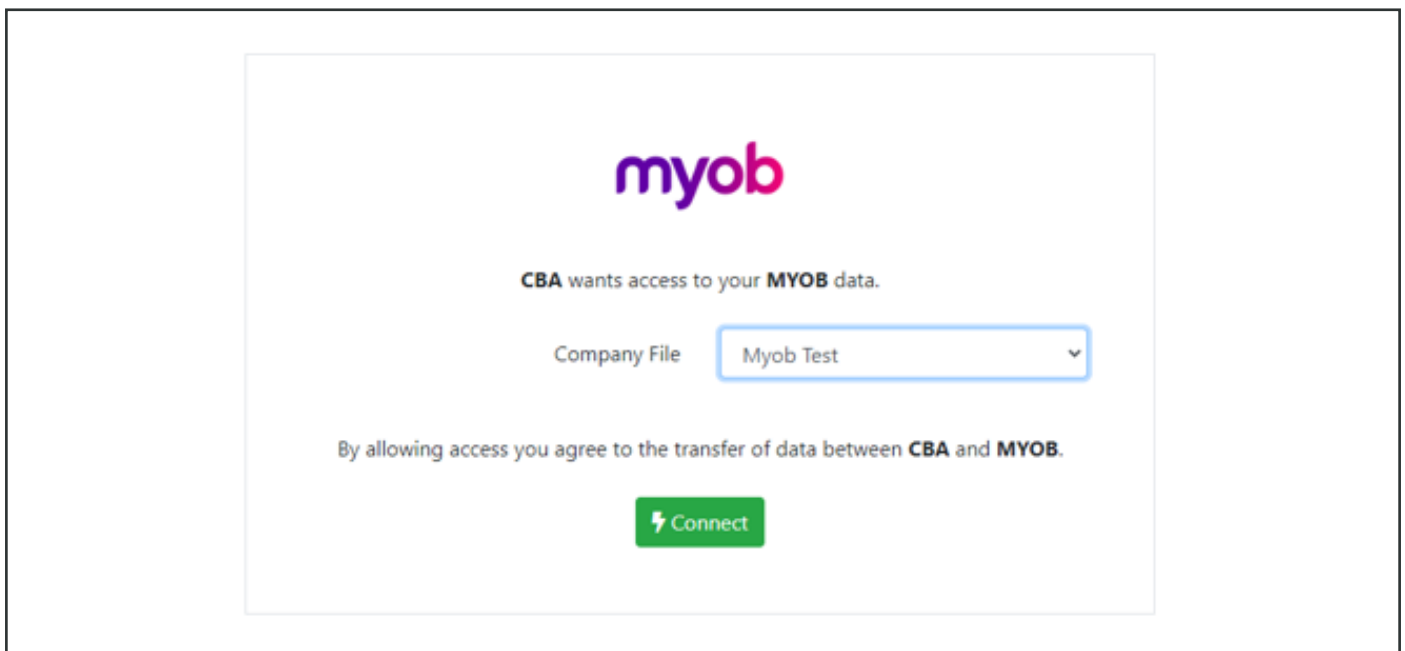 myob
CBA wants access to your MYOB data.
Company File Myob Test
By allowing access you agree to the transfer of data between CBA and MYOB.
Connect